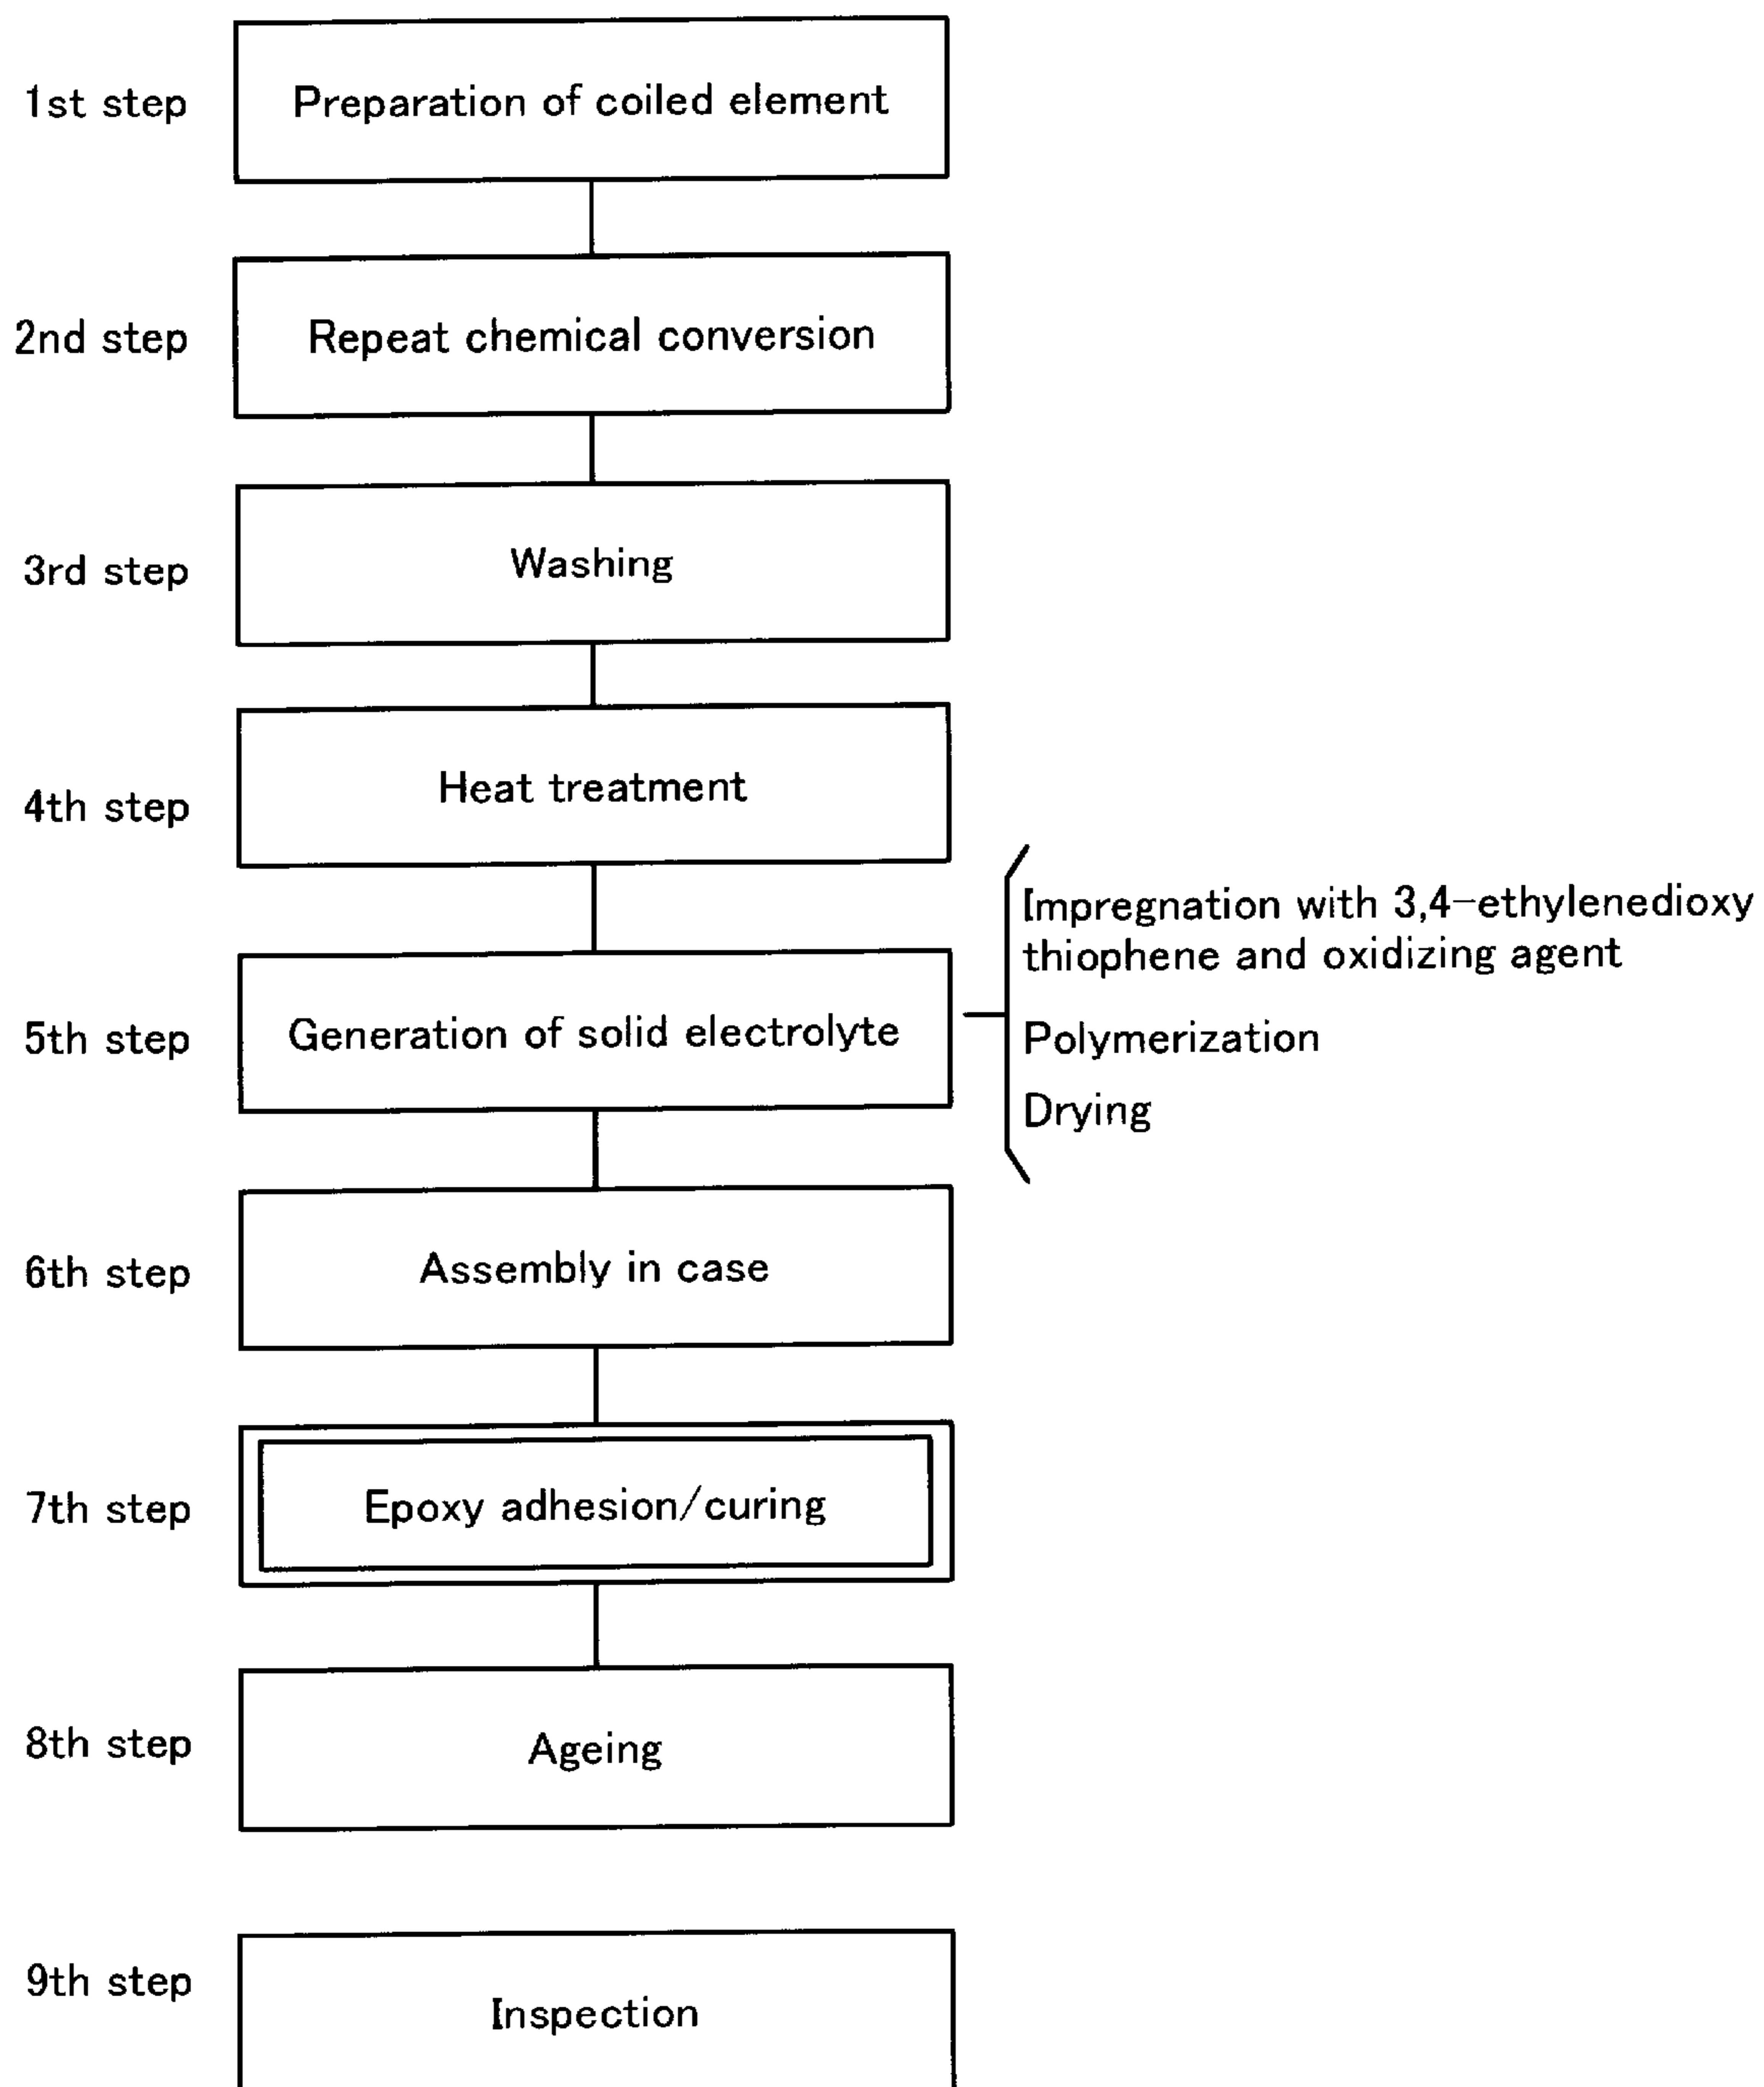 1st step
Preparation of coiled element
2nd step
Repeat chemical conversion
3rd step
Washing
4th step
Heat treatment
5th step
Generation of solid electrolyte
Impregnation with 3,4-ethylenedioxy
thiophene and oxidizing agent
Polymerization
Drying
6th step
Assembly in case
7th step
Epoxy adhesion/curing
8th step
Ageing
9th step
Inspection